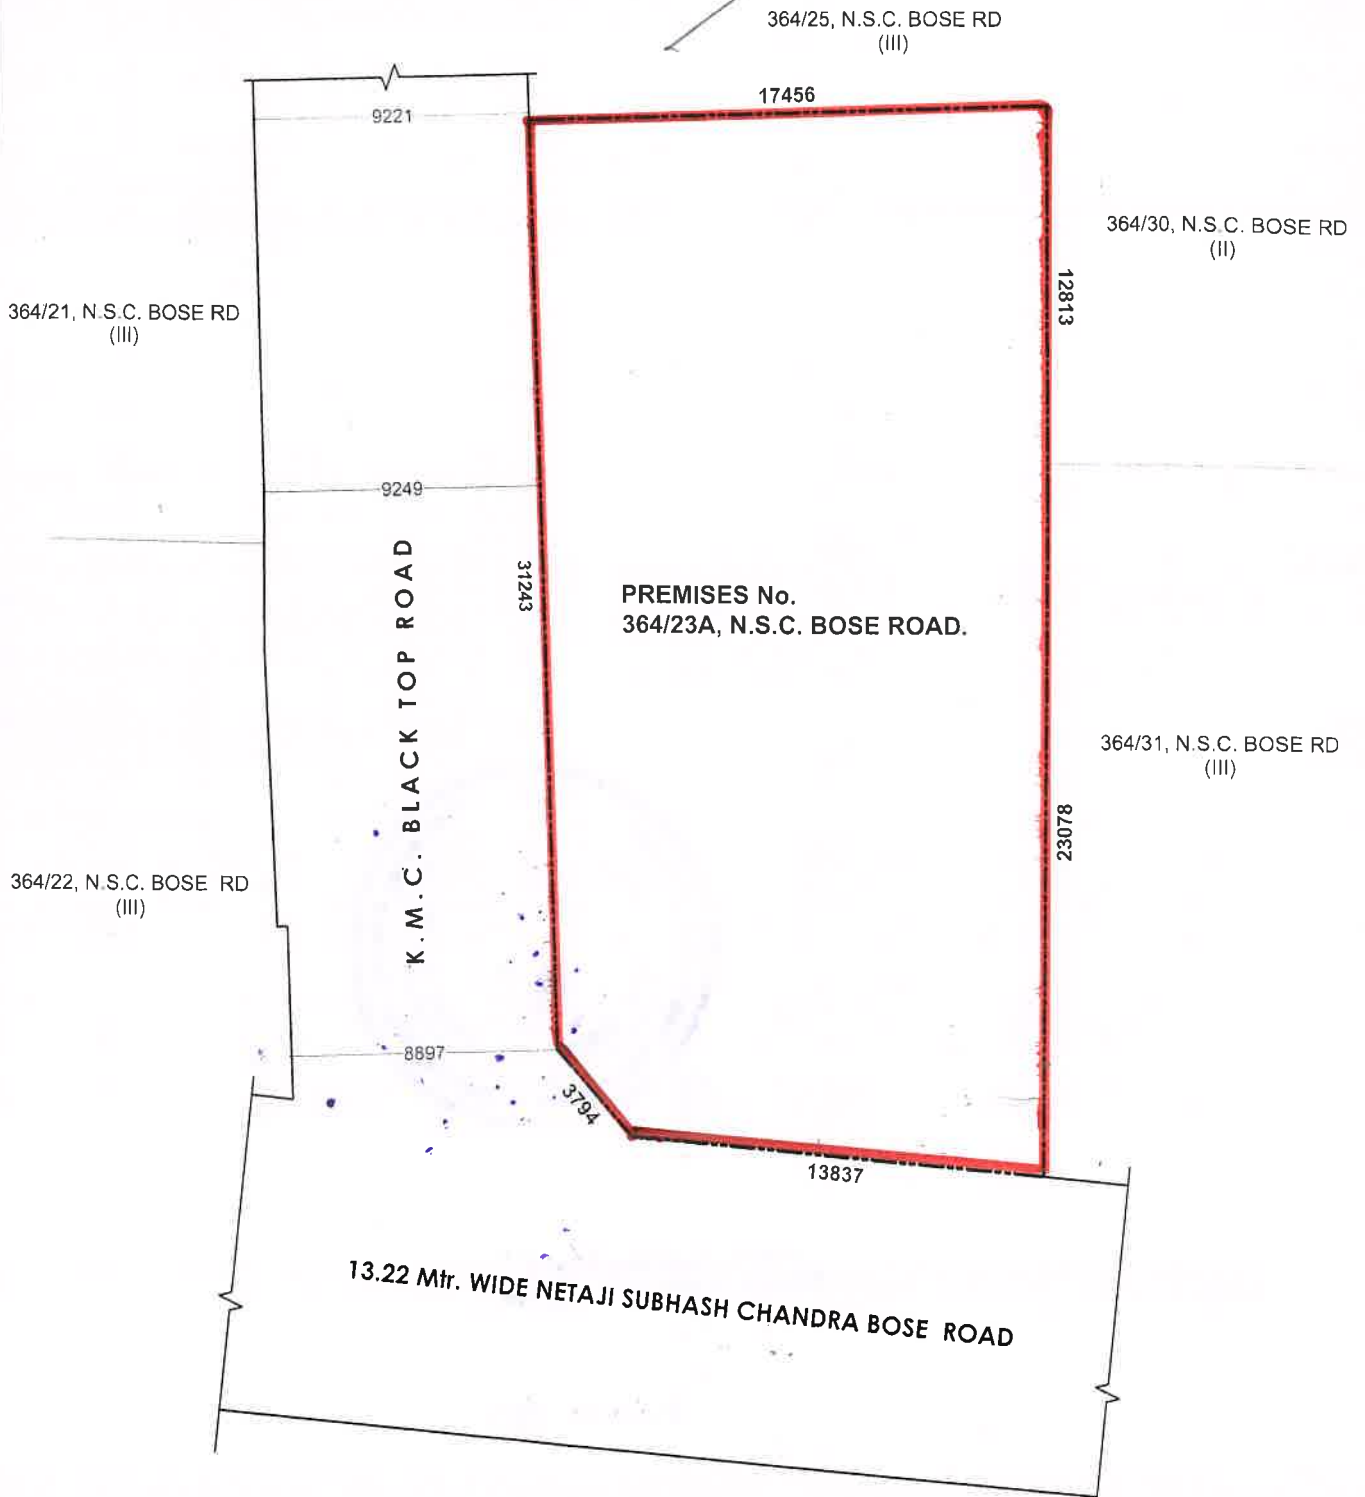 364/25, N.S.C. BOSE RD
(III)
17456
9221
364/30, N.S.C. BOSE RD
(II)
12813
364/21, N.S.C. BOSE RD
(III)
9249
31243
K.M.C. BLACK TOP ROAD
PREMISES No.
364/23A, N.S.C. BOSE ROAD.
364/31, N.S.C. BOSE RD
(III)
23078
364/22, N.S.C. BOSE RD
(III)
8897
3794
13837
13.22 Mtr. WIDE NETAJI SUBHASH CHANDRA BOSE ROAD